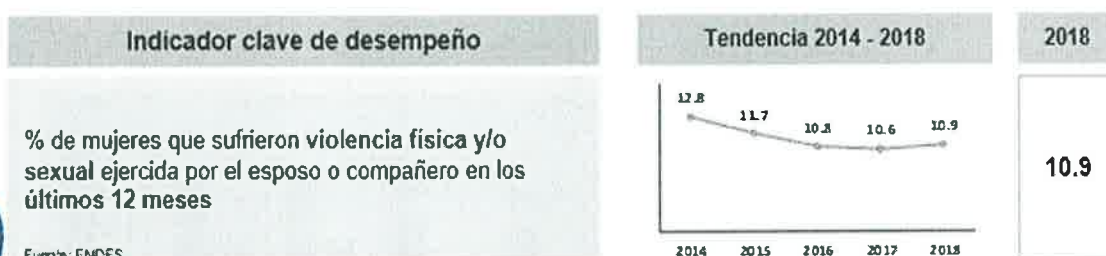 Indicador clave de desempeño
Tendencia 2014 - 2018
2018
% de mujeres que sufrieron violencia física y/o
sexual ejercida por el esposo o compañero en los
últimos 12 meses
Fuente: ENDES
12.8
11.7
10.8
10.6
10.9
2014
2015
2016
2017
2018
10.9